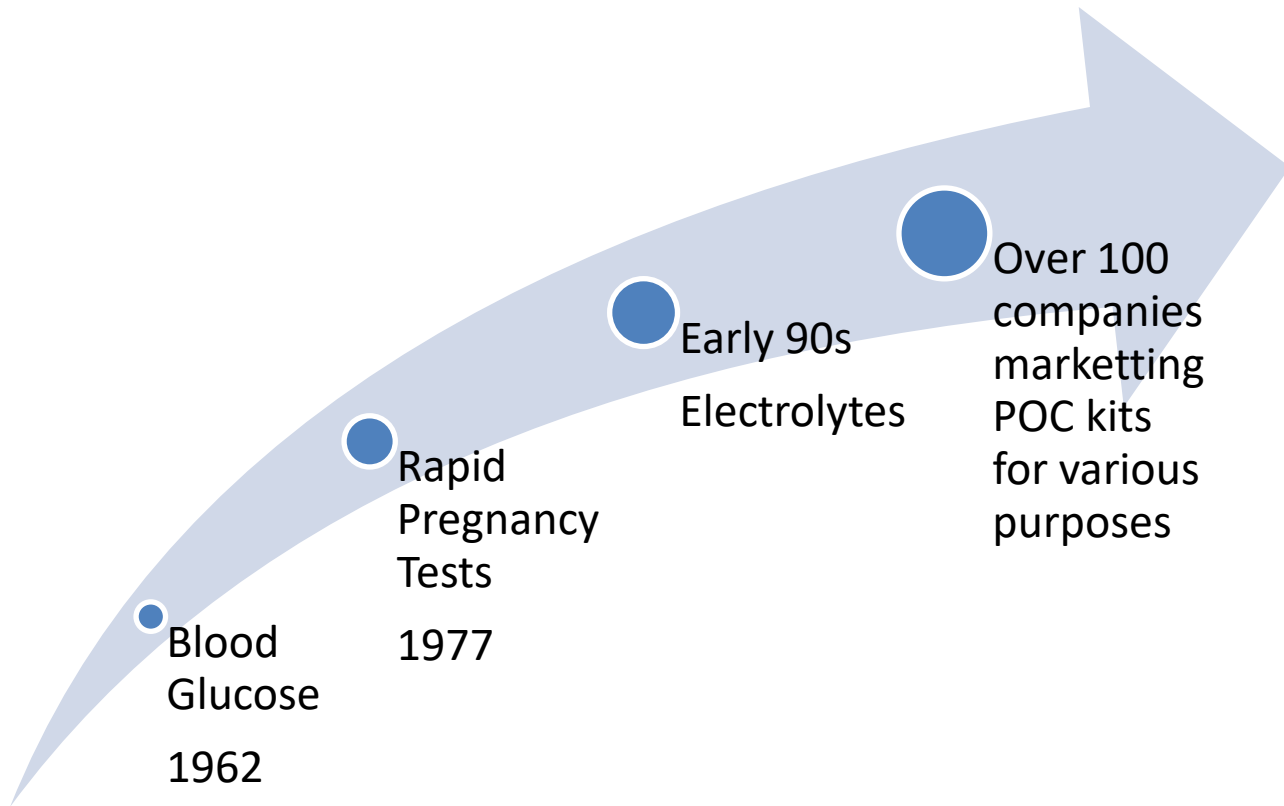 Blood
Glucose
1962
Rapid
Pregnancy
Tests
1977
Early 90s
Electrolytes
Over 100
companies
marketting
POC kits
for various
purposes